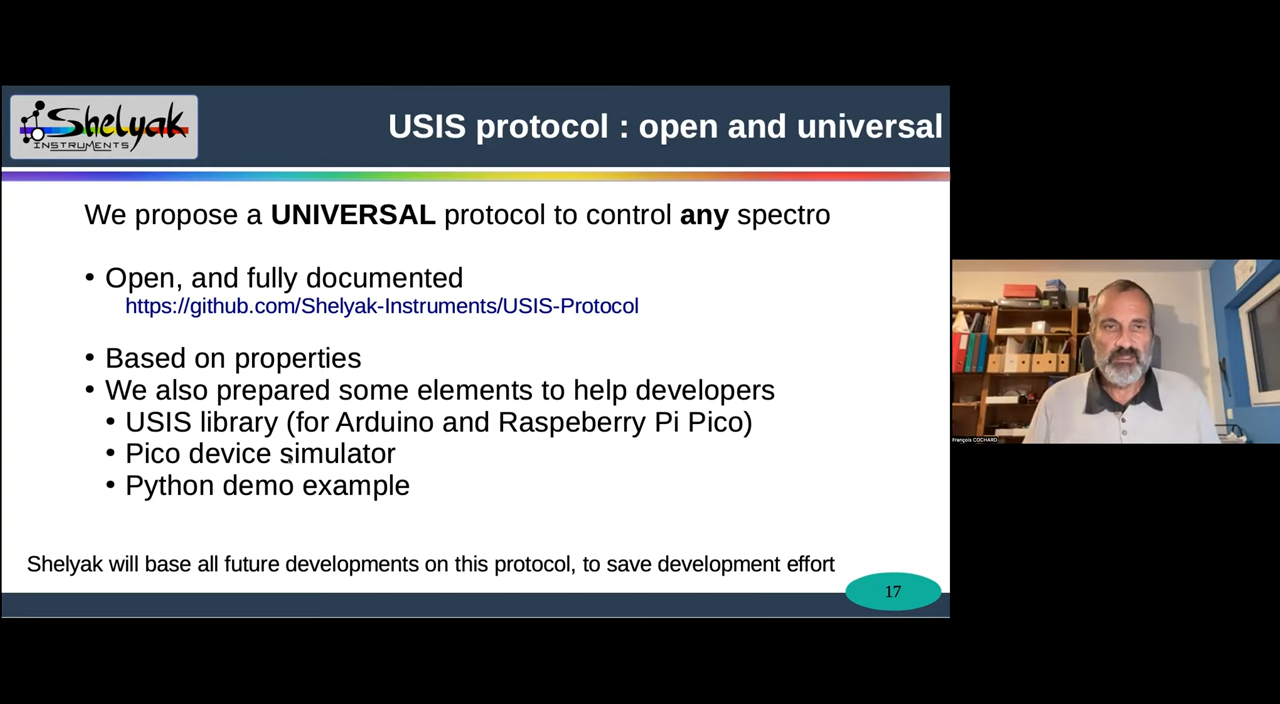 Shelyak
INSTRUMENTS
USIS protocol : open and universal
We propose a UNIVERSAL protocol to control any spectro
• Open, and fully documented
https://github.com/Shelyak-Instruments/USIS-Protocol
• Based on properties
• We also prepared some elements to help developers
• USIS library (for Arduino and Raspeberry Pi Pico)
• Pico device simulator
• Python demo example
Shelyak will base all future developments on this protocol, to save development effort
17
François COCHARD